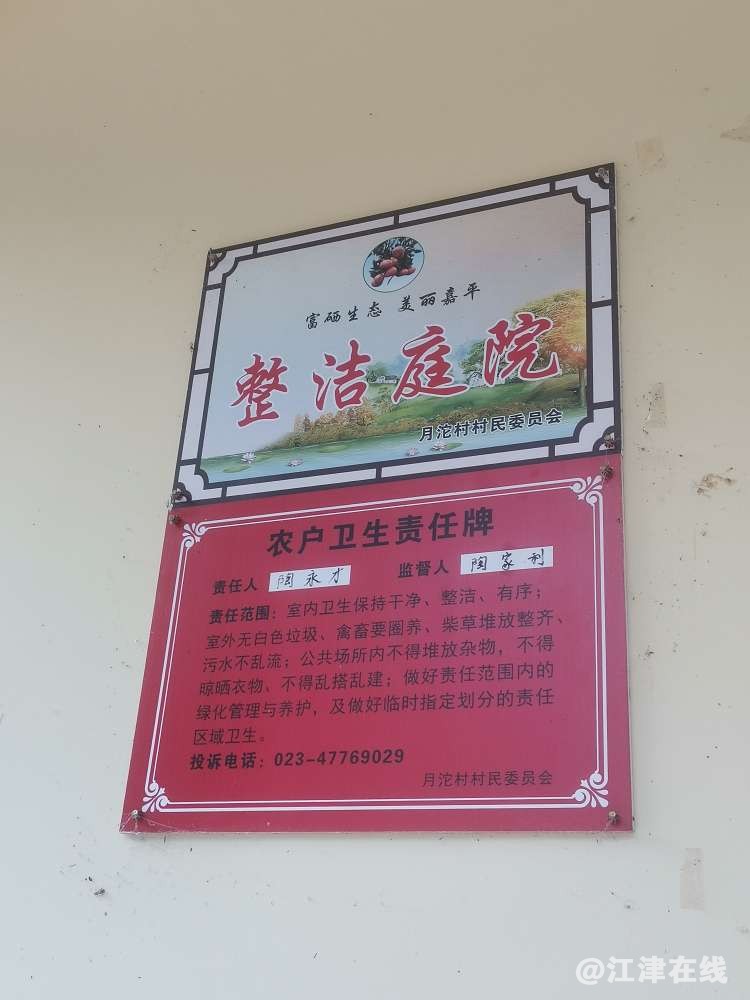 富硒生态 美丽嘉平
整洁庭院
月沱村村民委员会
农户卫生责任牌
责任人 陶永才 监督人 陶家利
责任范围：室内卫生保持干净、整洁、有序；
室外无白色垃圾、禽畜要圈养、柴草堆放整齐、
污水不乱流；公共场所内不得堆放杂物，不得
晾晒衣物、不得乱搭乱建；做好责任范围内的
绿化管理与养护，及做好临时指定划分的责任
区域卫生。
投诉电话：023-47769029
月沱村村民委员会
@江津在线